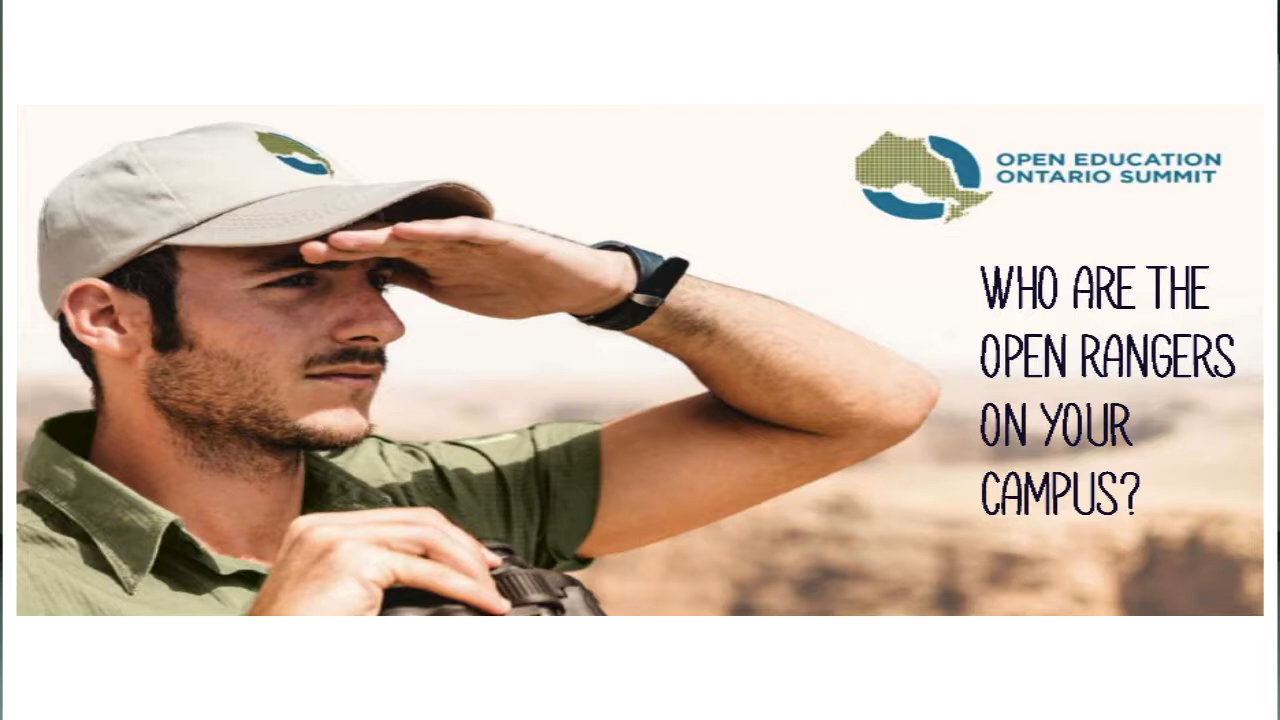 OPEN EDUCATION
ONTARIO SUMMIT
WHO ARE THE
OPEN RANGERS
ON YOUR
CAMPUS?